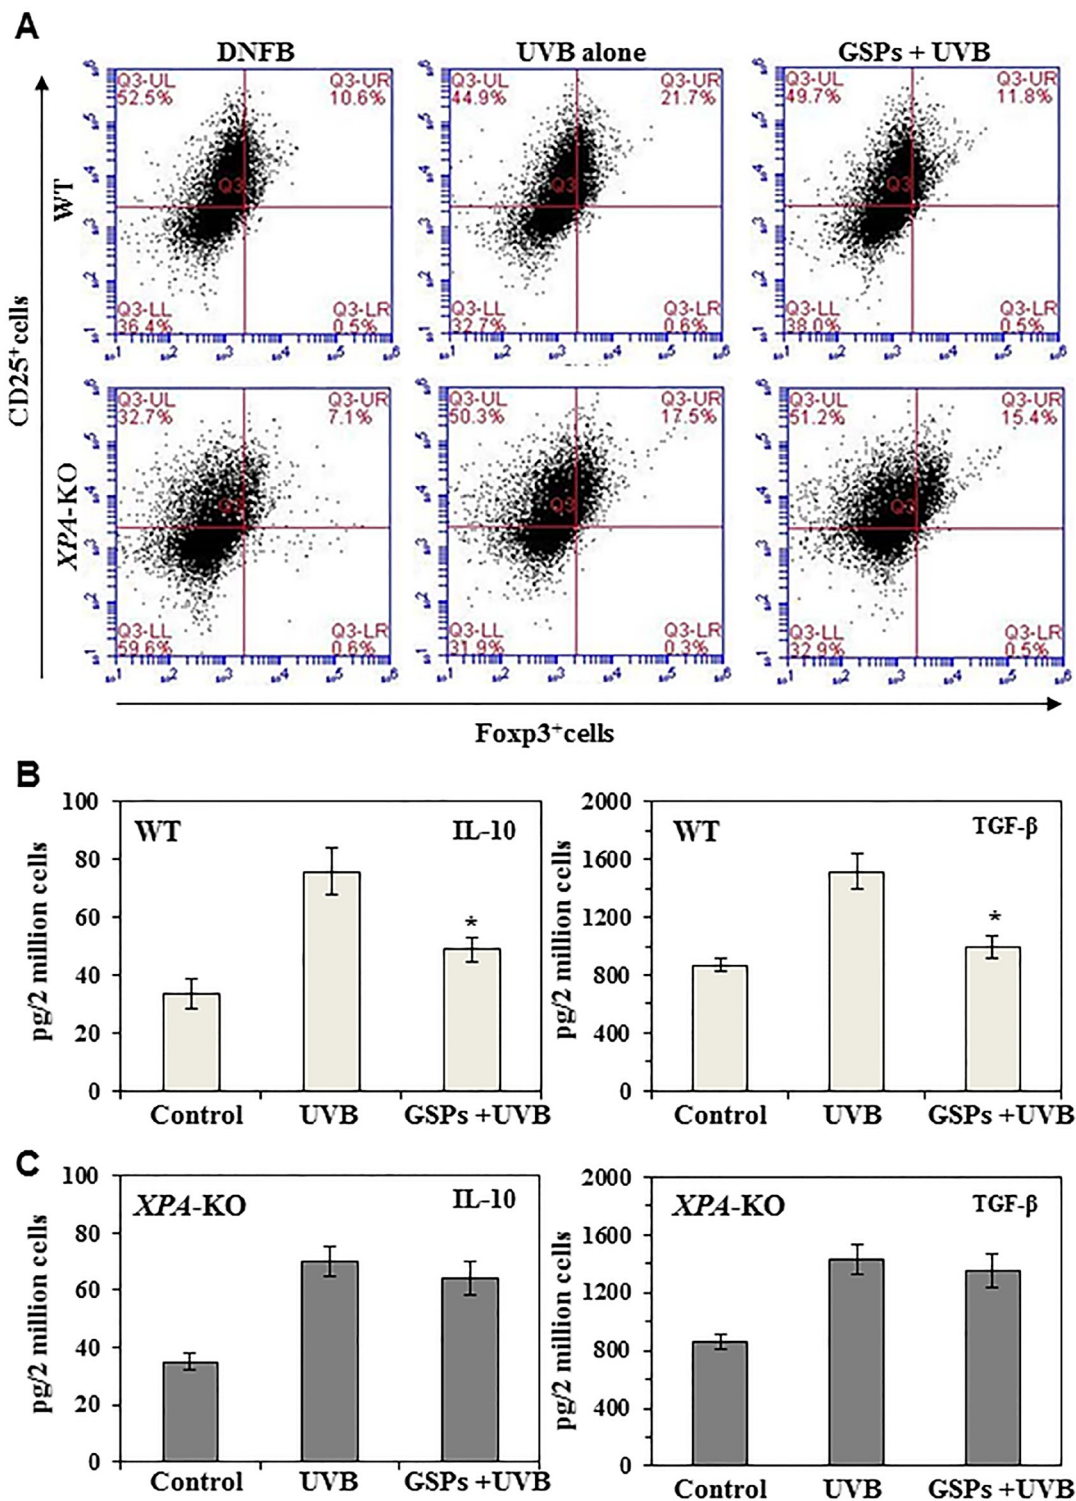 A
DNFB
UVB alone
GSPs + UVB
CD25+cells
WT
Q3-UL
52.5%
Q3-UR
10.6%
Q3
Q3-LL
36.4%
Q3-LR
0.5%
Q3-UL
44.9%
Q3-UR
21.7%
Q3
Q3-LL
32.7%
Q3-LR
0.6%
Q3-UL
49.7%
Q3-UR
11.8%
Q3
Q3-LL
38.0%
Q3-LR
0.5%
XPA-KO
Q3-UL
32.7%
Q3-UR
7.1%
Q3
Q3-LL
59.6%
Q3-LR
0.6%
Q3-UL
50.3%
Q3-UR
17.5%
Q3
Q3-LL
31.9%
Q3-LR
0.3%
Q3-UL
51.2%
Q3-UR
15.4%
Q3
Q3-LL
32.9%
Q3-LR
0.5%
Foxp3+cells
B
pg/2 million cells
100
80
60
40
20
0
WT
IL-10
*
Control
UVB
GSPs +UVB
pg/2 million cells
2000
1600
1200
800
400
0
WT
TGF-β
*
Control
UVB
GSPs +UVB
C
pg/2 million cells
100
80
60
40
20
0
XPA-KO
IL-10
Control
UVB
GSPs +UVB
pg/2 million cells
2000
1600
1200
800
400
0
XPA-KO
TGF-β
Control
UVB
GSPs +UVB